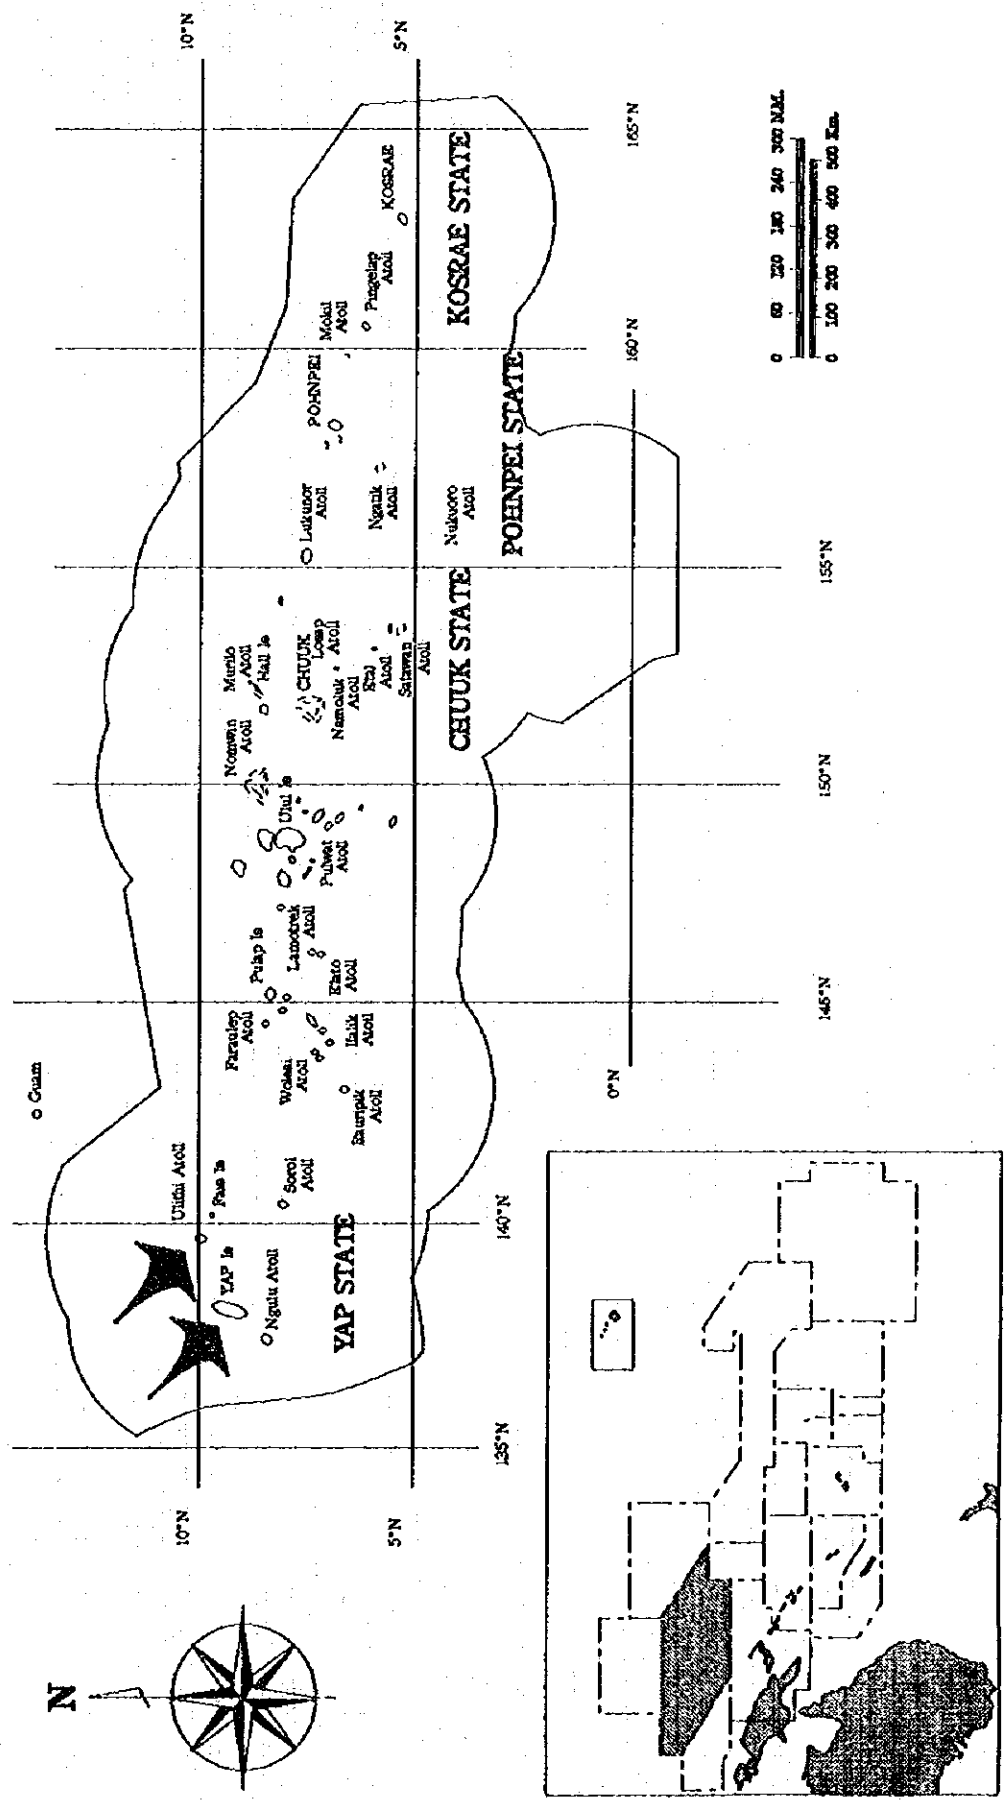 N
10°N
5°N
135°N
140°N
145°N
150°N
155°N
160°N
165°N
0°N
10°N
5°N
Guam
Ulithi Atoll
Fais Is
YAP Is
Ngulu Atoll
Sorol
Atoll
YAP STATE
Faraulep
Atoll
Woleai
Atoll
Eauripik
Atoll
Ifalik
Atoll
Pulap Is
Lamotrek
Atoll
Elato
Atoll
Pulwat
Atoll
Ulul Is
Nomwin
Atoll
Murilo
Atoll
Hall Is
CHUUK
Losap
Atoll
Namoluk
Atoll
Etal
Atoll
Satawan
Atoll
CHUUK STATE
Lukunor
Atoll
Ngatik
Atoll
Nukuoro
Atoll
POHNPEI
POHNPEI STATE
Mokil
Atoll
Pingelap
Atoll
KOSRAE
KOSRAE STATE
0 60 120 180 240 300 N.M.
0 100 200 300 400 500 Km.